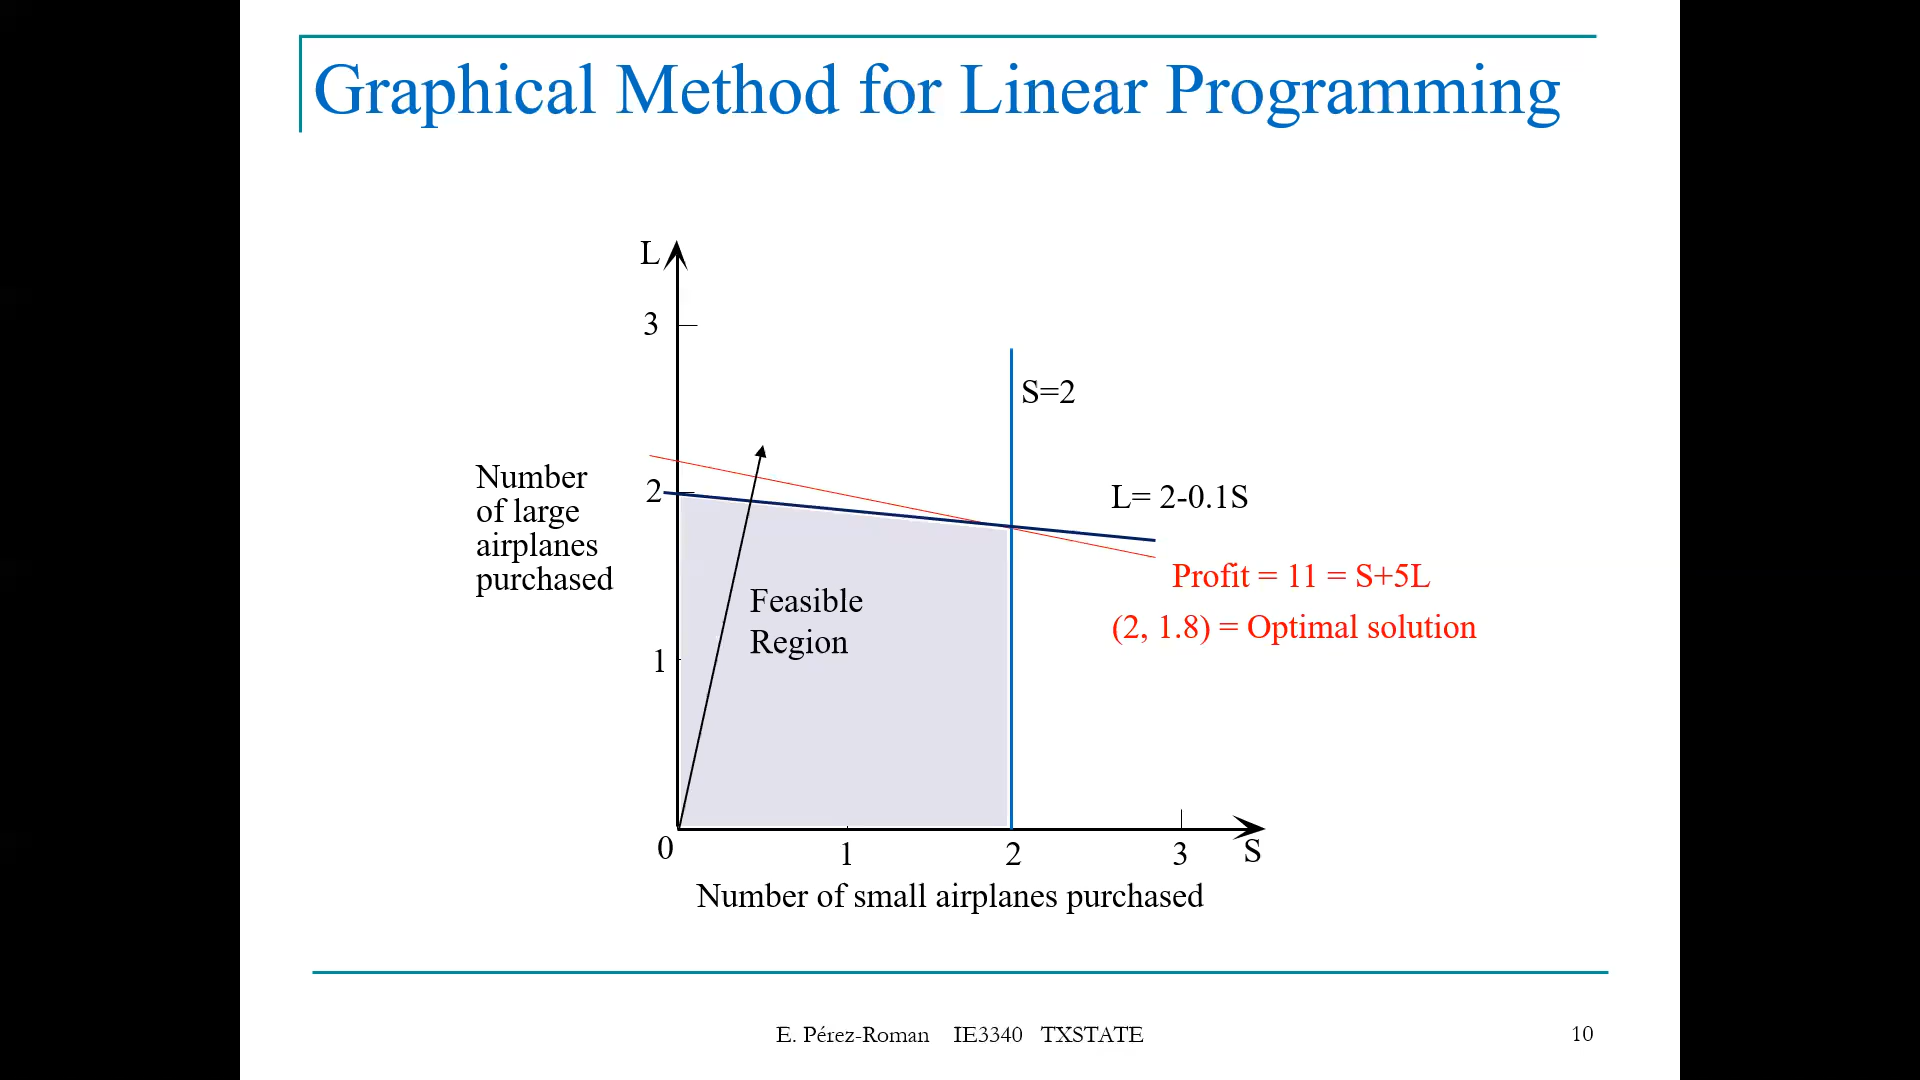 Graphical Method for Linear Programming
L
3
S=2
Number
of large
airplanes
purchased
2
L= 2-0.1S
Profit = 11 = S+5L
Feasible
Region
(2, 1.8) = Optimal solution
1
0
1
2
3
S
Number of small airplanes purchased
E. Pérez-Roman IE3340 TXSTATE
10